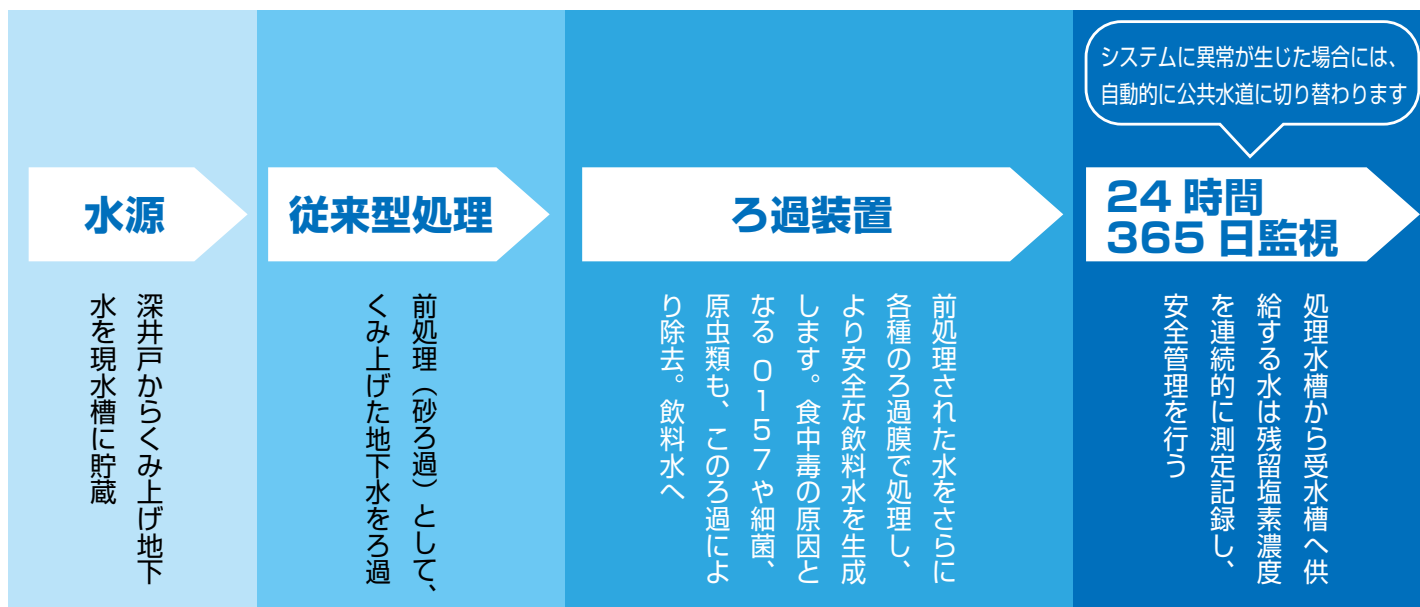 水源
深井戸からくみ上げ地下
水を現水槽に貯蔵
従来型処理
前処理（砂ろ過）として、
くみ上げた地下水をろ過
ろ過装置
前処理された水をさらに
各種のろ過膜で処理し、
より安全な飲料水を生成
します。食中毒の原因と
なる O157 や細菌、
原虫類も、このろ過によ
り除去。飲料水へ
システムに異常が生じた場合には、
自動的に公共水道に切り替わります
24 時間
365 日監視
処理水槽から受水槽へ供
給する水は残留塩素濃度
を連続的に測定記録し、
安全管理を行う